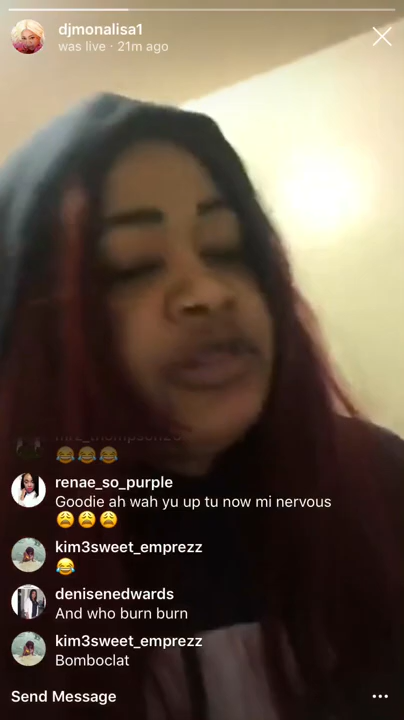 djmonalisa1
was live · 21m ago
😂😂😂
renae_so_purple
Goodie ah wah yu up tu now mi nervous
😩😩😩
kim3sweet_emprezz
😂
denisenedwards
And who burn burn
kim3sweet_emprezz
Bomboclat
Send Message